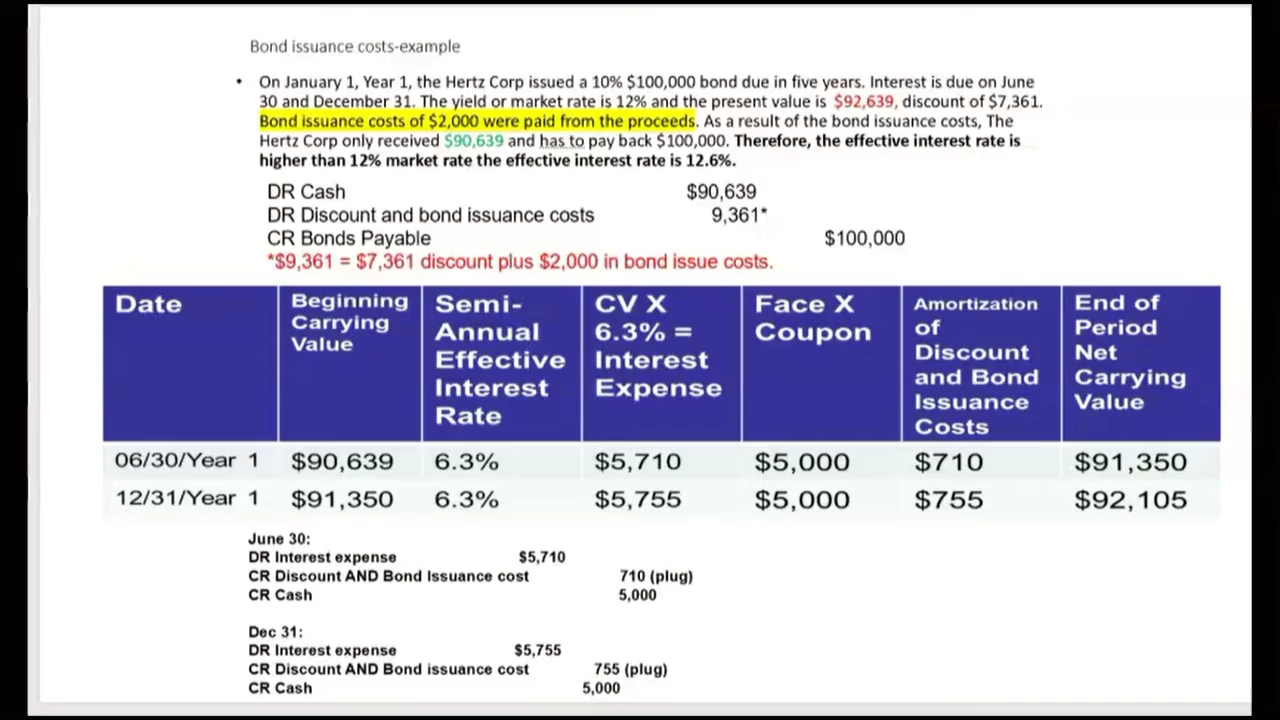 Bond issuance costs-example
• On January 1, Year 1, the Hertz Corp issued a 10% $100,000 bond due in five years. Interest is due on June
30 and December 31. The yield or market rate is 12% and the present value is $92,639, discount of $7,361.
Bond issuance costs of $2,000 were paid from the proceeds. As a result of the bond issuance costs, The
Hertz Corp only received $90,639 and has to pay back $100,000. Therefore, the effective interest rate is
higher than 12% market rate the effective interest rate is 12.6%.
DR Cash $90,639
DR Discount and bond issuance costs 9,361*
CR Bonds Payable $100,000
*$9,361 = $7,361 discount plus $2,000 in bond issue costs.
Date
Beginning
Carrying
Value
Semi-
Annual
Effective
Interest
Rate
CV X
6.3% =
Interest
Expense
Face X
Coupon
Amortization
of
Discount
and Bond
Issuance
Costs
End of
Period
Net
Carrying
Value
06/30/Year 1 $90,639 6.3% $5,710 $5,000 $710 $91,350
12/31/Year 1 $91,350 6.3% $5,755 $5,000 $755 $92,105
June 30:
DR Interest expense $5,710
CR Discount AND Bond Issuance cost 710 (plug)
CR Cash 5,000
Dec 31:
DR Interest expense $5,755
CR Discount AND Bond issuance cost 755 (plug)
CR Cash 5,000